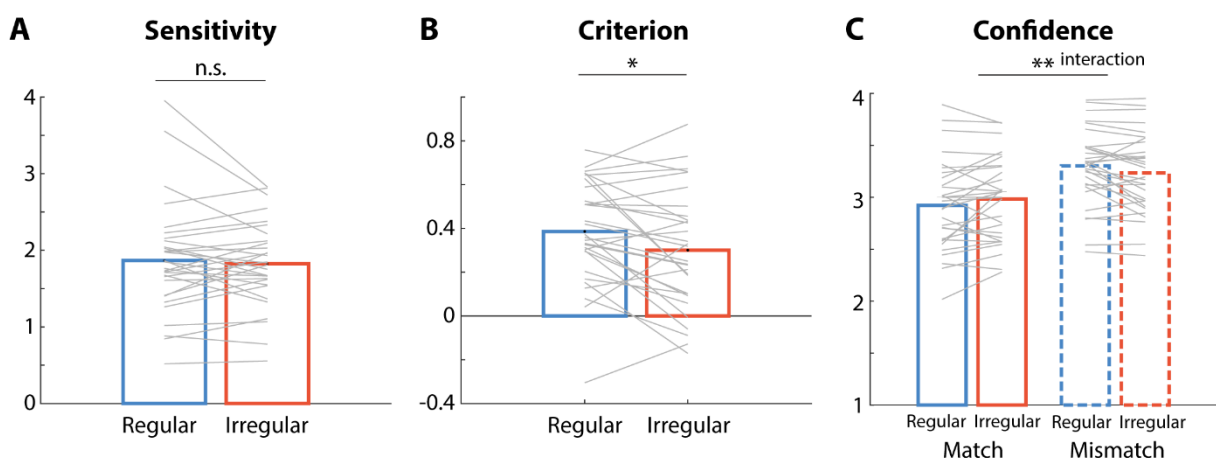 A Sensitivity
n.s.
4
3
2
1
0
Regular Irregular
B Criterion
*
0.8
0.4
0
-0.4
Regular Irregular
C Confidence
** interaction
4
3
2
1
Regular Irregular Regular Irregular
Match Mismatch